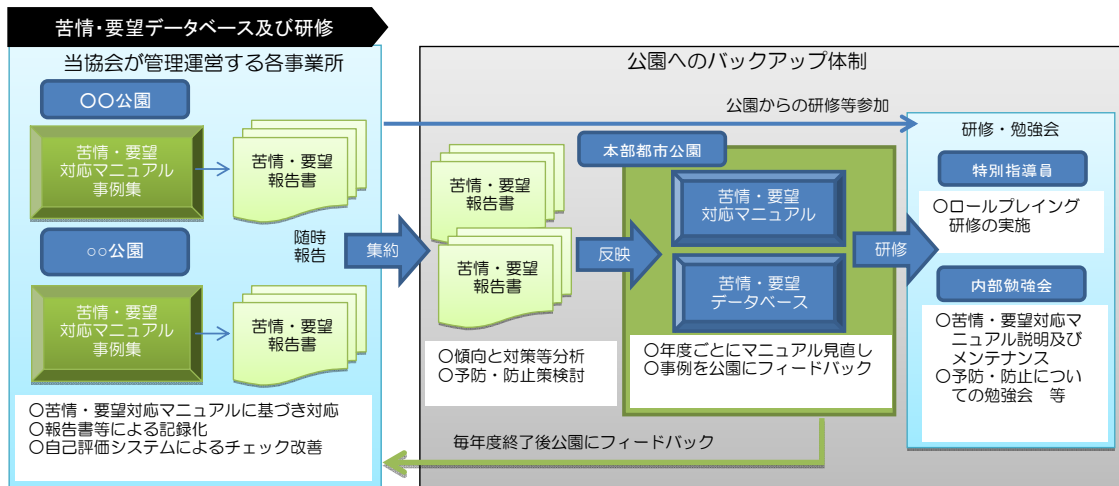 苦情・要望データベース及び研修
当協会が管理運営する各事業所
〇〇公園
苦情・要望
対応マニュアル
事例集
苦情・要望
報告書
○○公園
苦情・要望
対応マニュアル
事例集
苦情・要望
報告書
随時
報告
集約
〇苦情・要望対応マニュアルに基づき対応
〇報告書等による記録化
〇自己評価システムによるチェック改善
公園へのバックアップ体制
公園からの研修等参加
苦情・要望
報告書
苦情・要望
報告書
〇傾向と対策等分析
〇予防・防止策検討
反映
本部都市公園
苦情・要望
対応マニュアル
苦情・要望
データベース
〇年度ごとにマニュアル見直し
〇事例を公園にフィードバック
研修
研修・勉強会
特別指導員
〇ロールプレイング
研修の実施
内部勉強会
〇苦情・要望対応マ
ニュアル説明及び
メンテナンス
〇予防・防止につい
ての勉強会　等
毎年度終了後公園にフィードバック